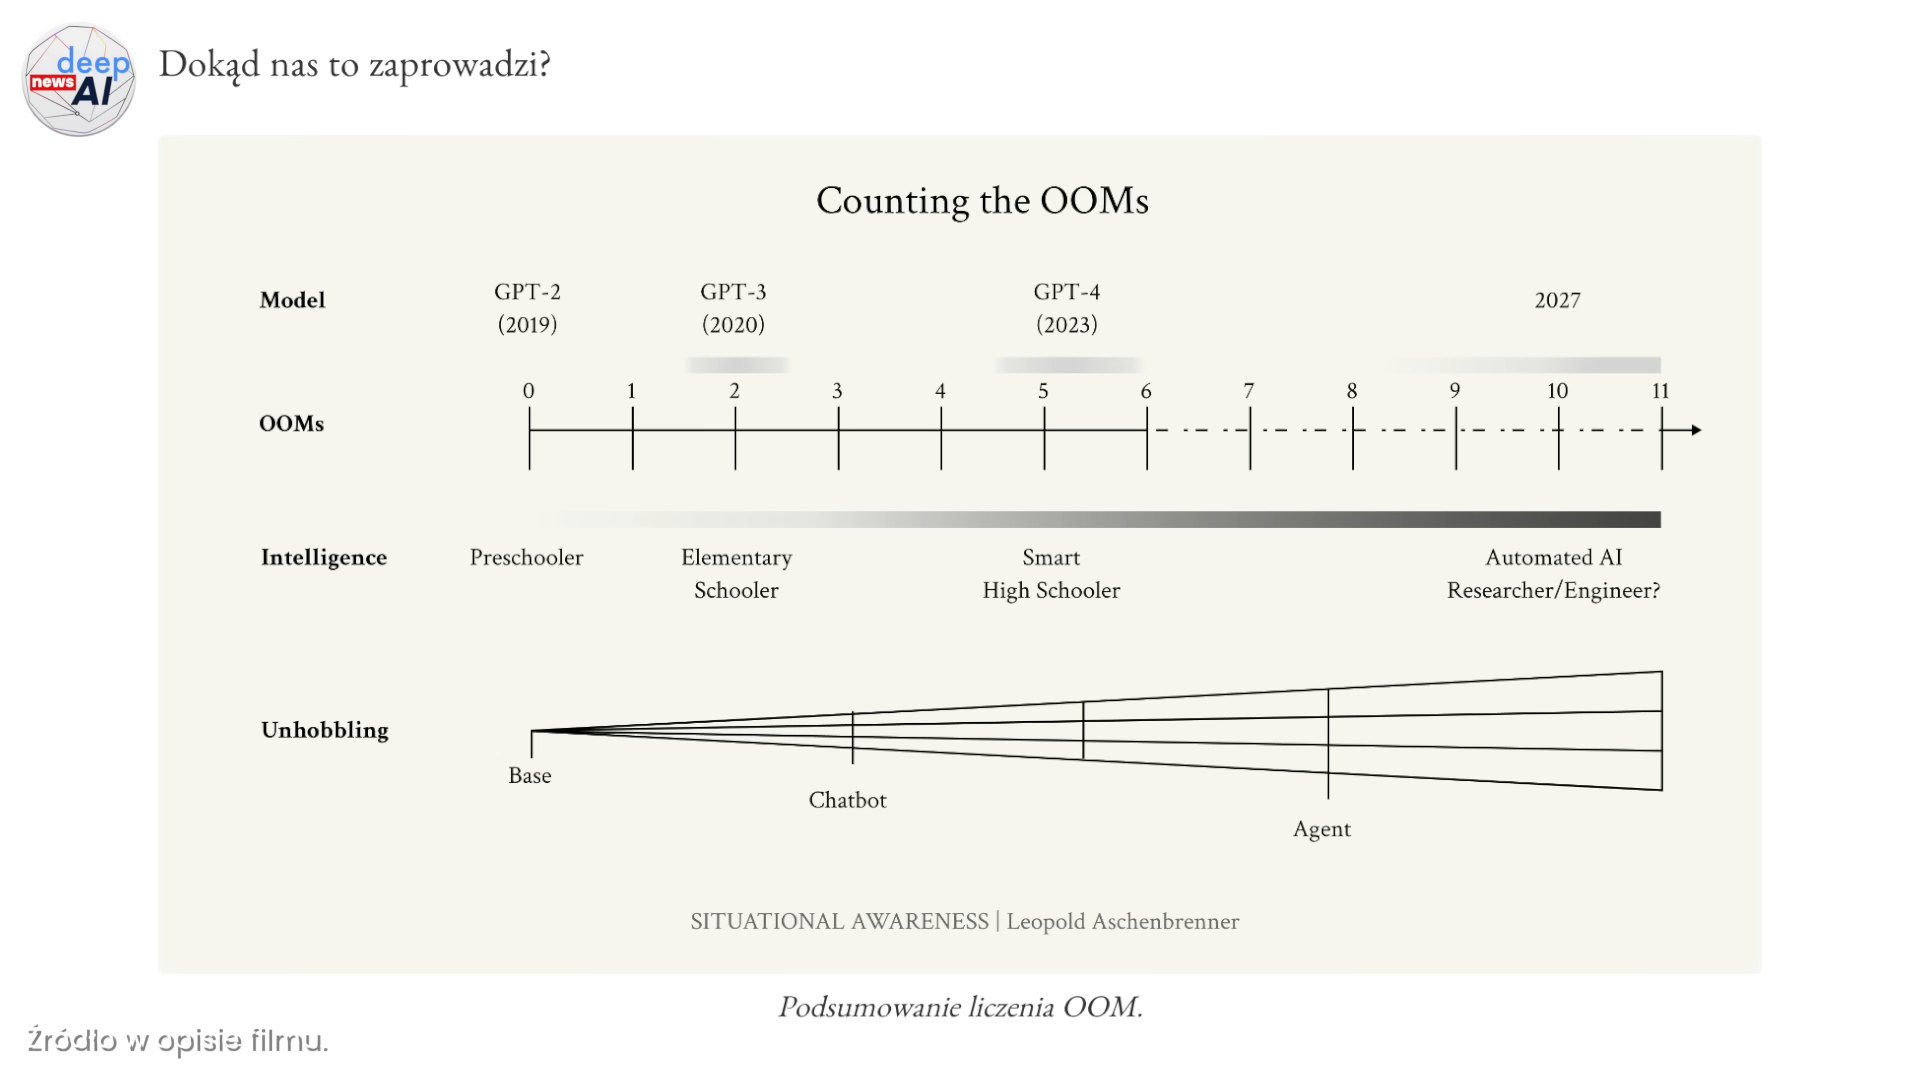 deep
news
AI
Dokąd nas to zaprowadzi?
Counting the OOMs
Model
GPT-2
(2019)
GPT-3
(2020)
GPT-4
(2023)
2027
OOMs
0 1 2 3 4 5 6 7 8 9 10 11
Intelligence
Preschooler
Elementary
Schooler
Smart
High Schooler
Automated AI
Researcher/Engineer?
Unhobbling
Base
Chatbot
Agent
SITUATIONAL AWARENESS | Leopold Aschenbrenner
Podsumowanie liczenia OOM.
Źródło w opisie filmu.